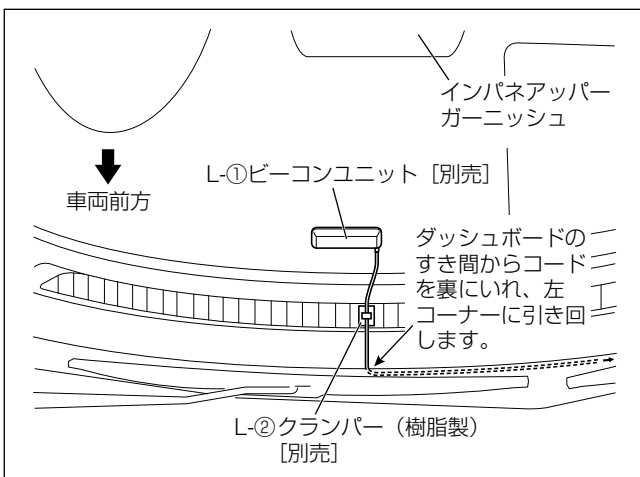 インパネアッパー
ガーニッシュ
車両前方
L-①ビーコンユニット［別売］
ダッシュボードの
すき間からコード
を裏にいれ、左
コーナーに引き回
します。
L-②クランパー（樹脂製）
［別売］